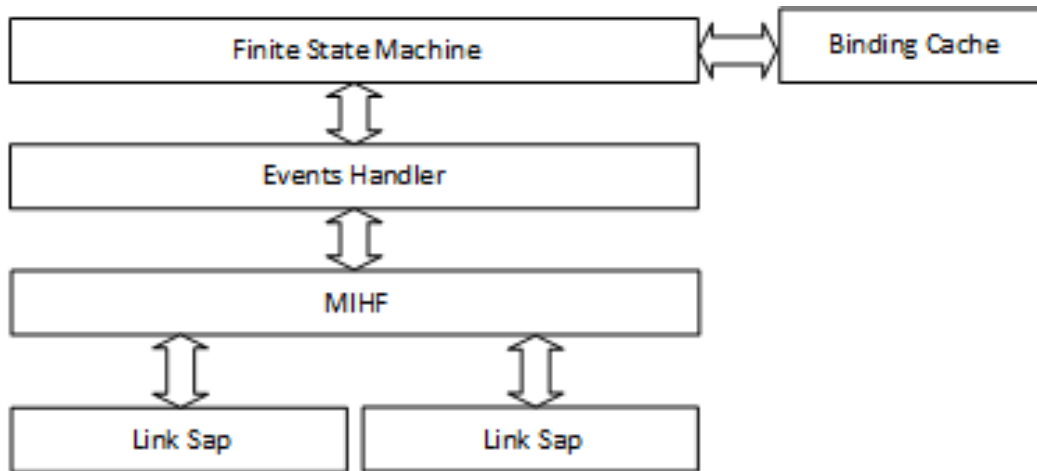 Finite State Machine
Binding Cache
Events Handler
MIHF
Link Sap
Link Sap